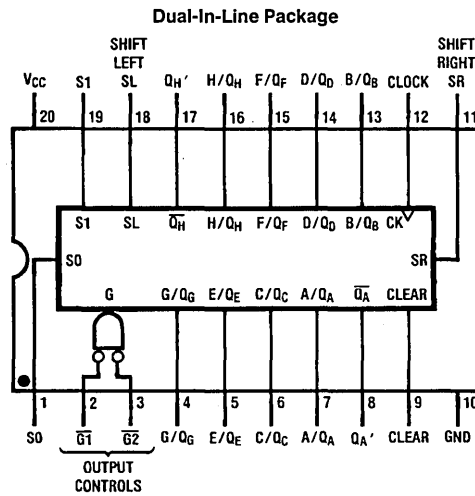 Dual-In-Line Package
SHIFT LEFT
SHIFT RIGHT
VCC S1 SL QH' H/QH F/QF D/QD B/QB CLOCK SR
20 19 18 17 16 15 14 13 12 11
S1 SL Q̅H̅ H/QH F/QF D/QD B/QB CK
S0 SR
G G/QG E/QE C/QC A/QA Q̅A̅ CLEAR
1 2 3 4 5 6 7 8 9 10
S0 G̅1̅ G̅2̅ G/QG E/QE C/QC A/QA QA' CLEAR GND
OUTPUT
CONTROLS